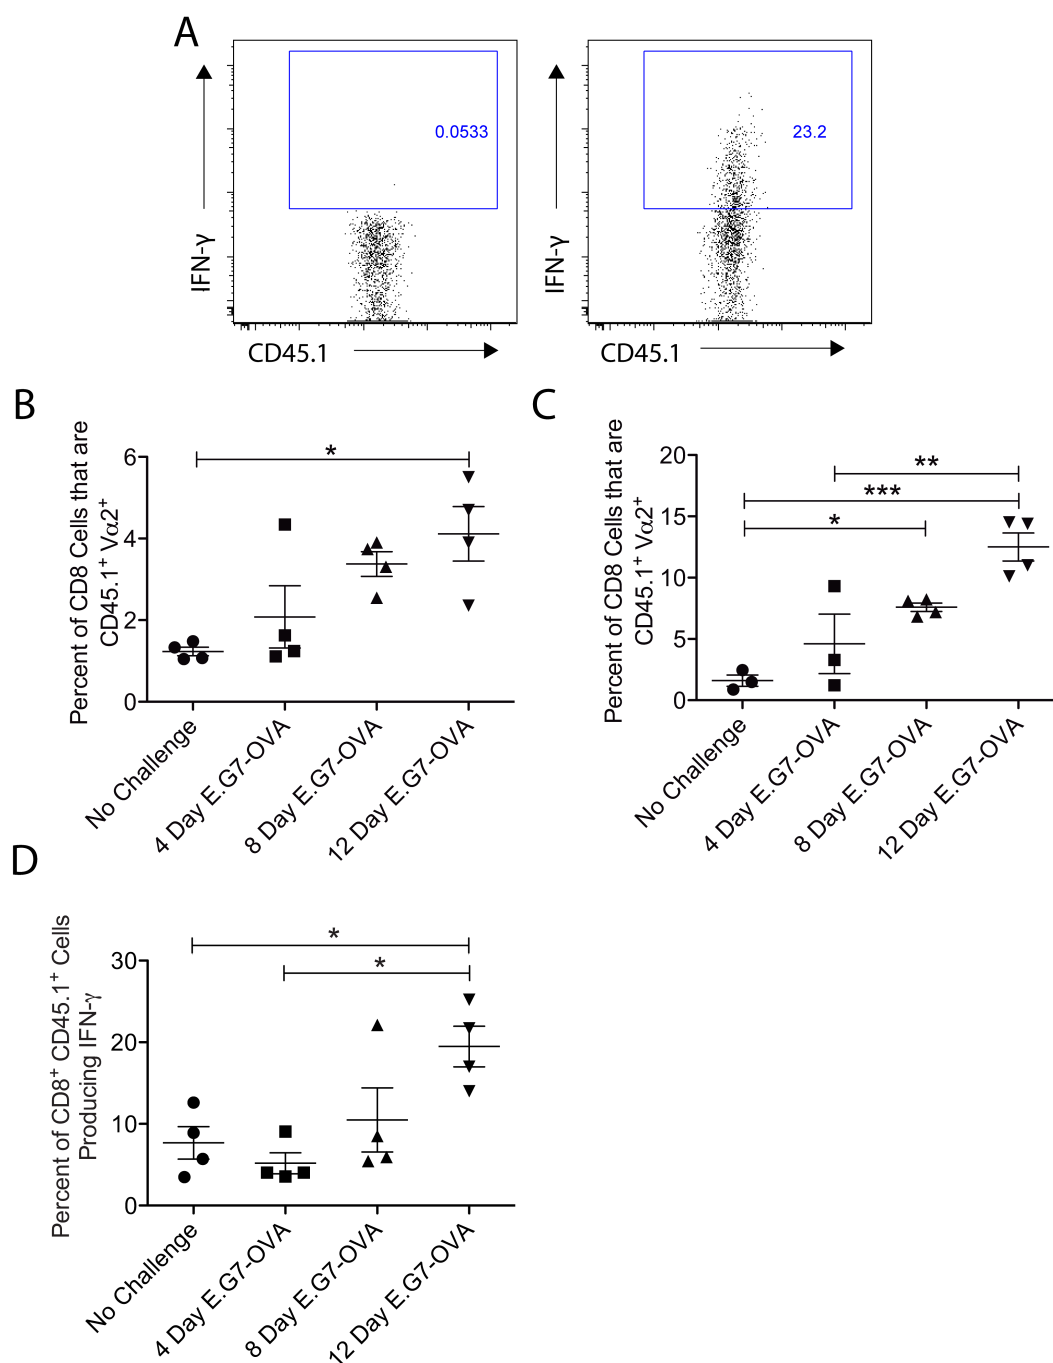 A
IFN-γ
0.0533
CD45.1
IFN-γ
23.2
CD45.1
B
Percent of CD8 Cells that are
CD45.1⁺ Vα2⁺
6
4
2
0
*
No Challenge
4 Day E.G7-OVA
8 Day E.G7-OVA
12 Day E.G7-OVA
C
Percent of CD8 Cells that are
CD45.1⁺ Vα2⁺
20
15
10
5
0
**
***
*
No Challenge
4 Day E.G7-OVA
8 Day E.G7-OVA
12 Day E.G7-OVA
D
Percent of CD8⁺ CD45.1⁺ Cells
Producing IFN-γ
30
20
10
0
*
*
No Challenge
4 Day E.G7-OVA
8 Day E.G7-OVA
12 Day E.G7-OVA